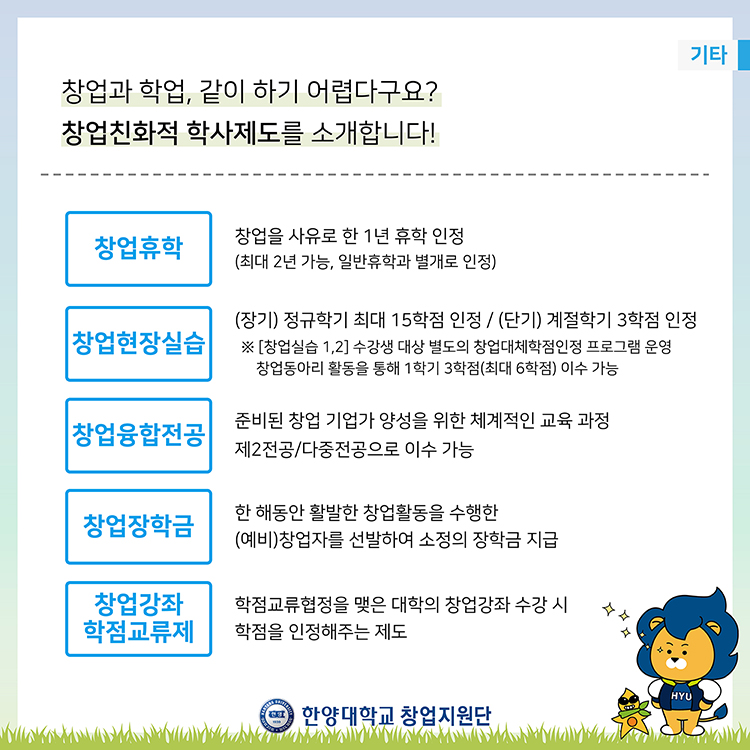 기타
창업과 학업, 같이 하기 어렵다구요?
창업친화적 학사제도를 소개합니다!
창업휴학
창업을 사유로 한 1년 휴학 인정
(최대 2년 가능, 일반휴학과 별개로 인정)
창업현장실습
(장기) 정규학기 최대 15학점 인정 / (단기) 계절학기 3학점 인정
※ [창업실습 1,2] 수강생 대상 별도의 창업대체학점인정 프로그램 운영
창업동아리 활동을 통해 1학기 3학점(최대 6학점) 이수 가능
창업융합전공
준비된 창업 기업가 양성을 위한 체계적인 교육 과정
제2전공/다중전공으로 이수 가능
창업장학금
한 해동안 활발한 창업활동을 수행한
(예비)창업자를 선발하여 소정의 장학금 지급
창업강좌
학점교류제
학점교류협정을 맺은 대학의 창업강좌 수강 시
학점을 인정해주는 제도
HYU
한양대학교 창업지원단